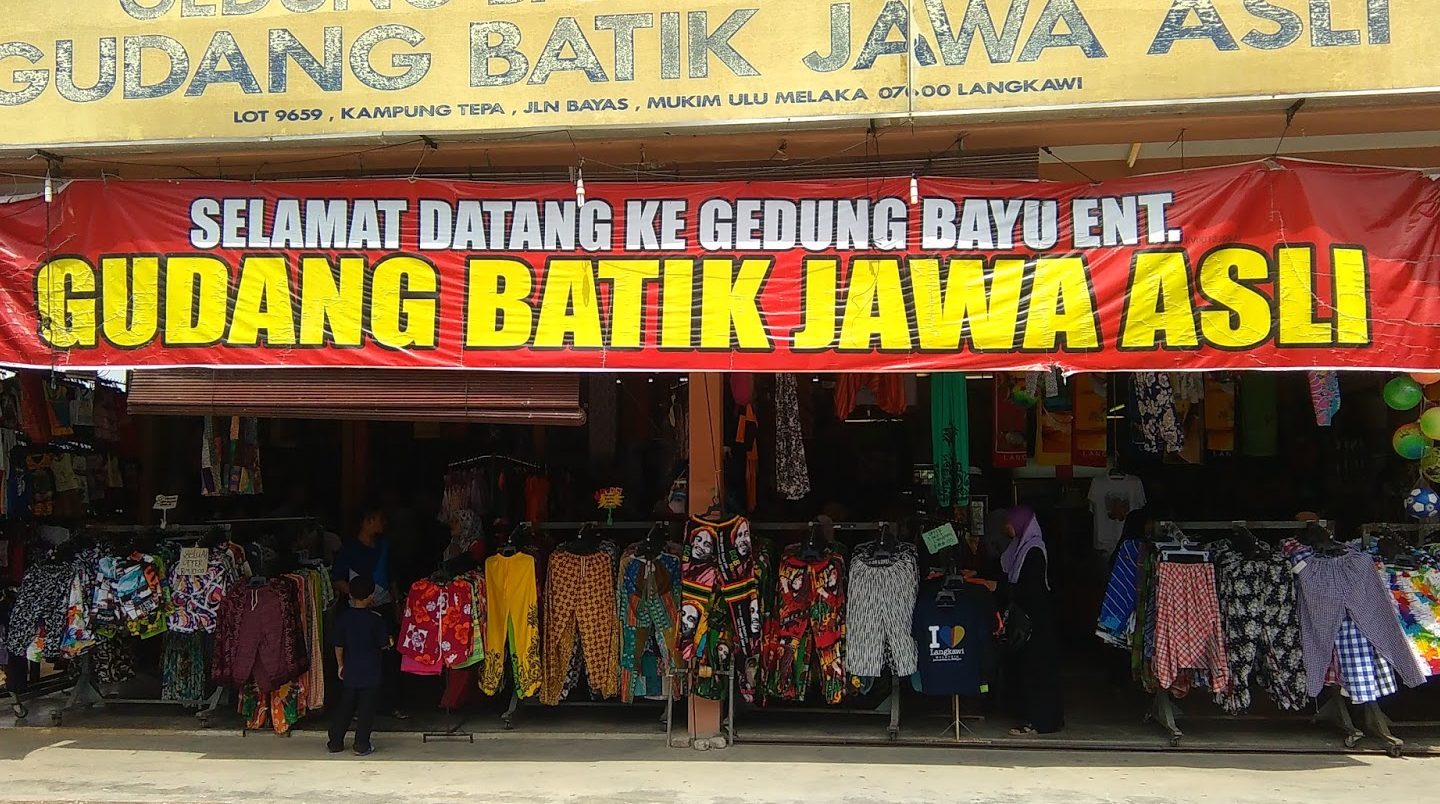 GUDANG BATIK JAWA ASLI
LOT 9659 , KAMPUNG TEPA , JLN BAYAS , MUKIM ULU MELAKA 07000 LANGKAWI
SELAMAT DATANG KE GEDUNG BAYU ENT.
GUDANG BATIK JAWA ASLI
I
Langkawi